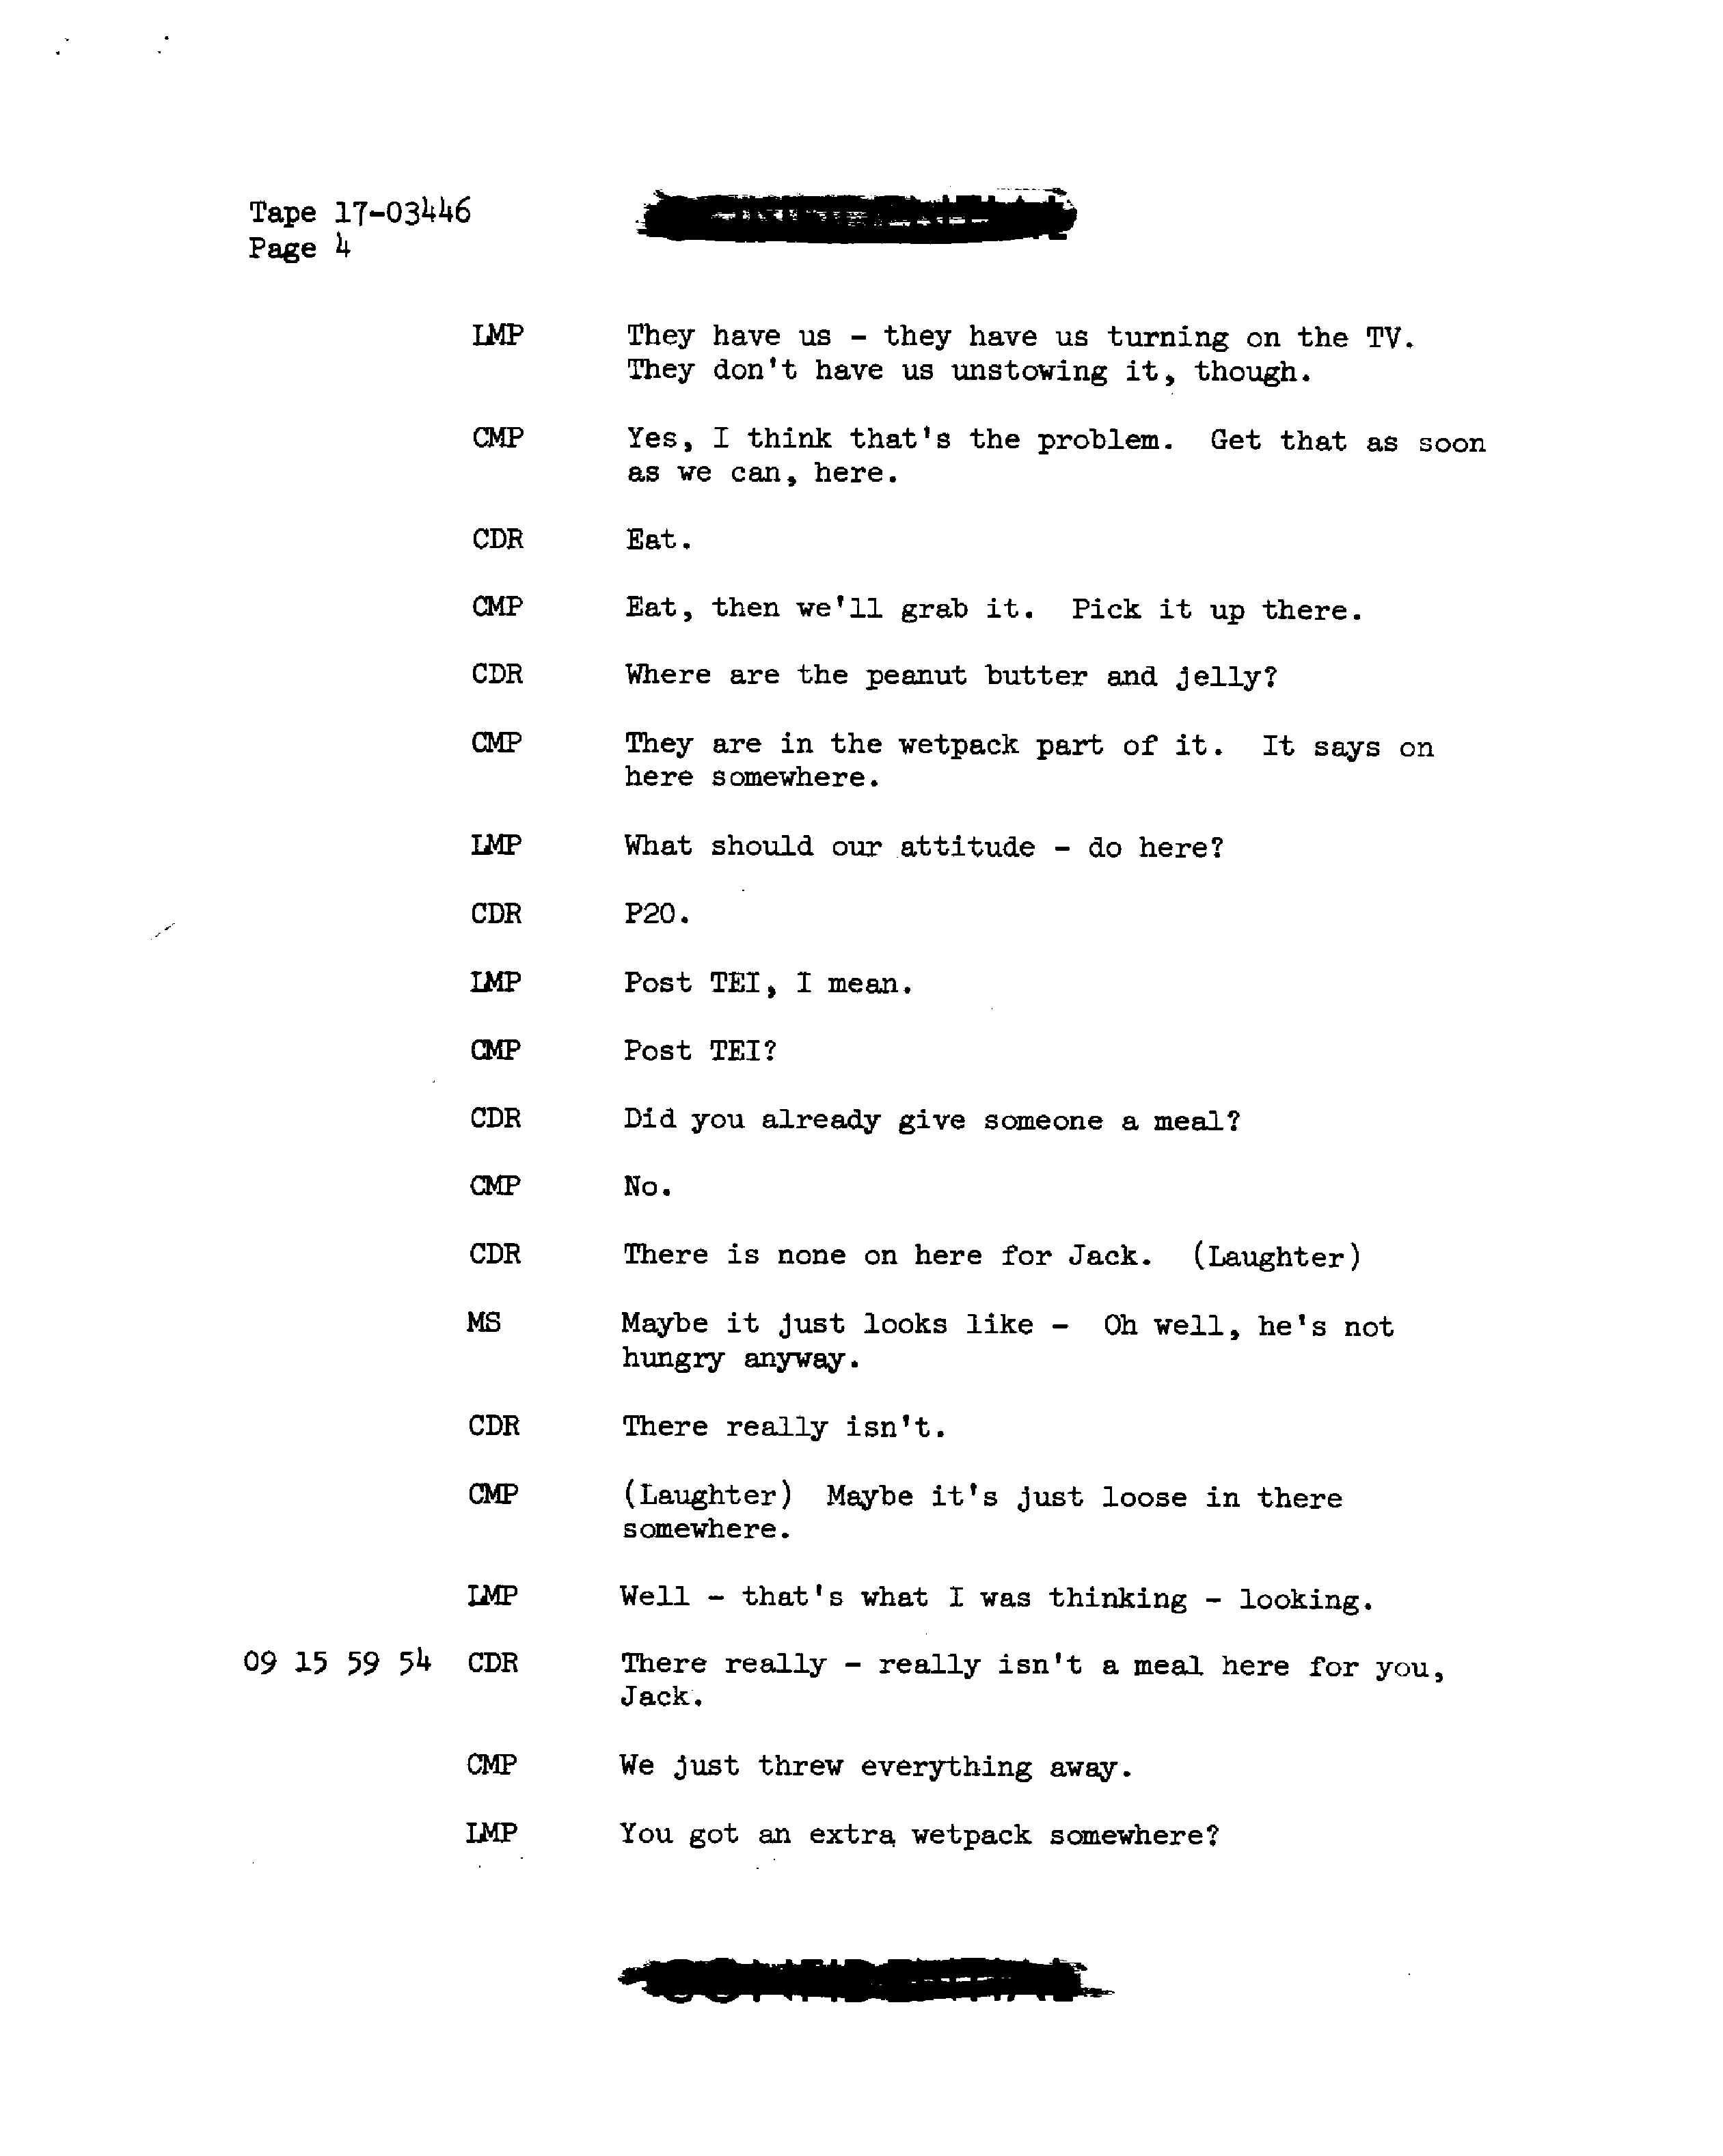 Tape 17-03446
Page 4
LMP They have us - they have us turning on the TV.
They don't have us unstowing it, though.
CMP Yes, I think that's the problem. Get that as soon
as we can, here.
CDR Eat.
CMP Eat, then we'll grab it. Pick it up there.
CDR Where are the peanut butter and jelly?
CMP They are in the wetpack part of it. It says on
here somewhere.
LMP What should our attitude - do here?
CDR P20.
LMP Post TEI, I mean.
CMP Post TEI?
CDR Did you already give someone a meal?
CMP No.
CDR There is none on here for Jack. (Laughter)
MS Maybe it just looks like - Oh well, he's not
hungry anyway.
CDR There really isn't.
CMP (Laughter) Maybe it's just loose in there
somewhere.
LMP Well - that's what I was thinking - looking.
09 15 59 54 CDR There really - really isn't a meal here for you,
Jack.
CMP We just threw everything away.
LMP You got an extra wetpack somewhere?